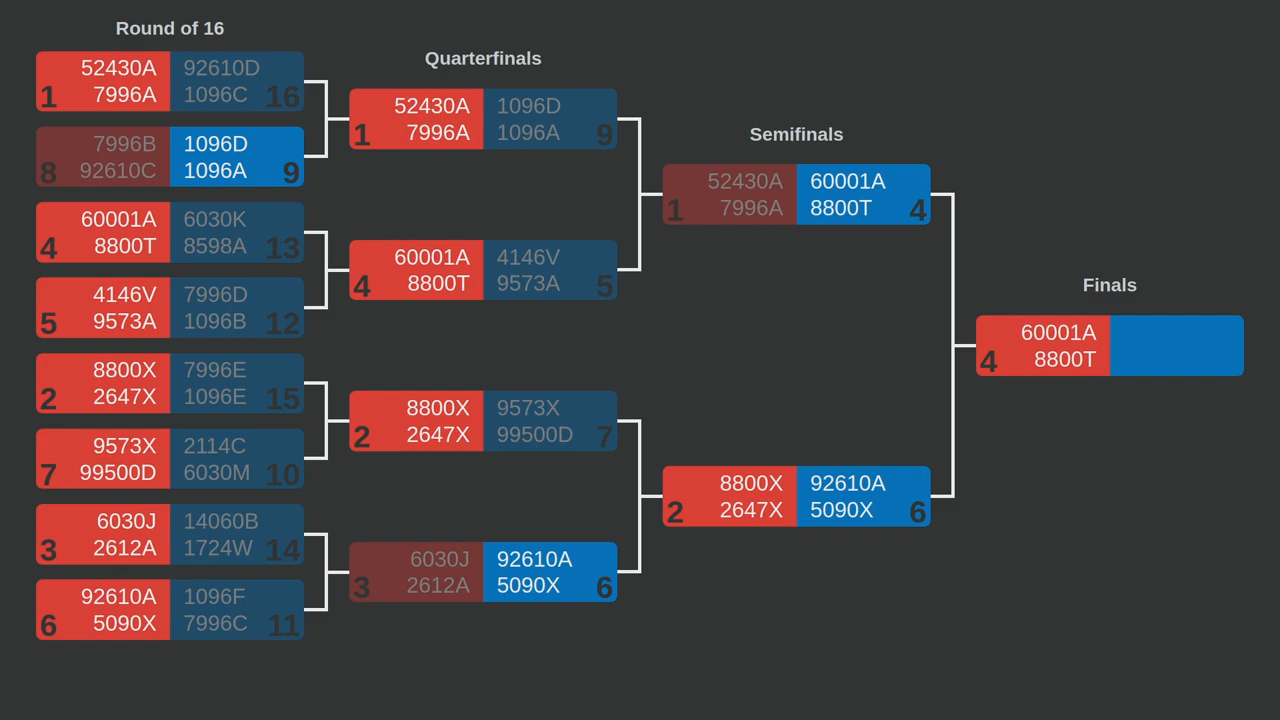 Round of 16
52430A 92610D
1 7996A 1096C 16
7996B 1096D
8 92610C 1096A 9
60001A 6030K
4 8800T 8598A 13
4146V 7996D
5 9573A 1096B 12
8800X 7996E
2 2647X 1096E 15
9573X 2114C
7 99500D 6030M 10
6030J 14060B
3 2612A 1724W 14
92610A 1096F
6 5090X 7996C 11
Quarterfinals
52430A 1096D
1 7996A 1096A 9
60001A 4146V
4 8800T 9573A 5
8800X 9573X
2 2647X 99500D 7
6030J 92610A
3 2612A 5090X 6
Semifinals
52430A 60001A
1 7996A 8800T 4
8800X 92610A
2 2647X 5090X 6
Finals
60001A
4 8800T